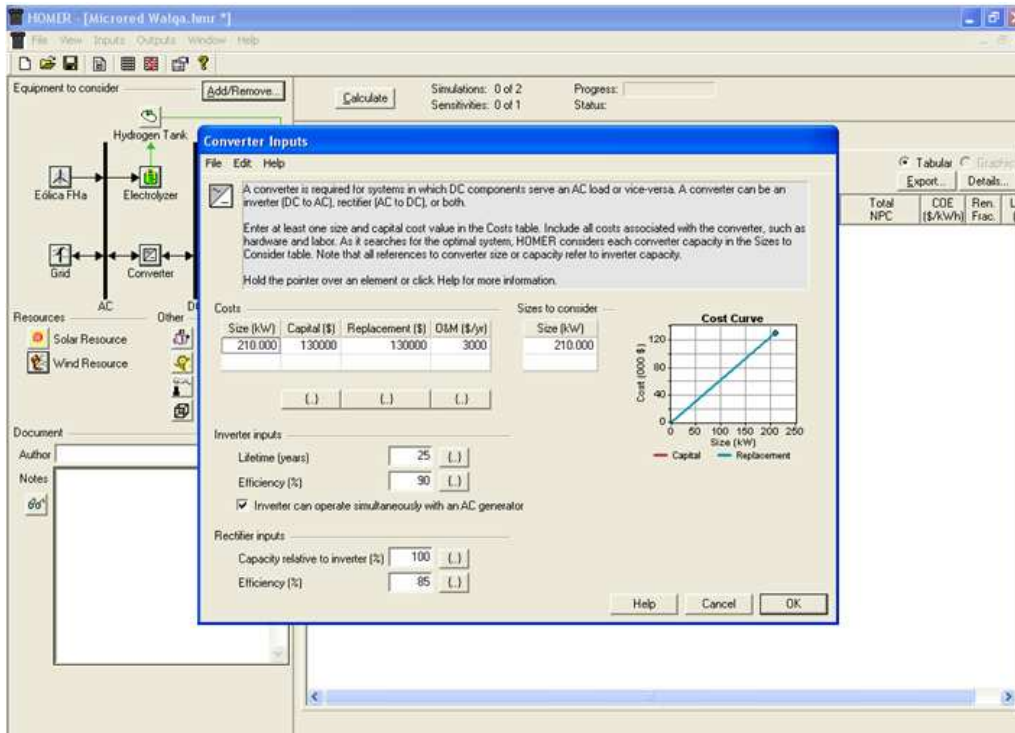 HOMER - [Microred Walqa.hmr *]
File View Inputs Outputs Window Help
Equipment to consider
Add/Remove...
Calculate
Simulations: 0 of 2
Progress:
Sensitivities: 0 of 1
Status:
Hydrogen Tank
Eólica FHa
Electrolyzer
Grid
Converter
AC
Resources
Other
Solar Resource
Wind Resource
Document
Author
Notes
Tabular
Export...
Details...
Total NPC
COE ($/kWh)
Ren. Frac.
Converter Inputs
File Edit Help
A converter is required for systems in which DC components serve an AC load or vice-versa. A converter can be an
inverter (DC to AC), rectifier (AC to DC), or both.
Enter at least one size and capital cost value in the Costs table. Include all costs associated with the converter, such as
hardware and labor. As it searches for the optimal system, HOMER considers each converter capacity in the Sizes to
Consider table. Note that all references to converter size or capacity refer to inverter capacity.
Hold the pointer over an element or click Help for more information.
Costs
Size (kW) Capital ($) Replacement ($) O&M ($/yr)
210.000 130000 130000 3000
{..} {..} {..}
Sizes to consider
Size (kW)
210.000
Cost Curve
Cost (000 $)
120
80
40
0
0 50 100 150 200 250
Size (kW)
Capital Replacement
Inverter inputs
Lifetime (years) 25 {..}
Efficiency (%) 90 {..}
Inverter can operate simultaneously with an AC generator
Rectifier inputs
Capacity relative to inverter (%) 100 {..}
Efficiency (%) 85 {..}
Help Cancel OK